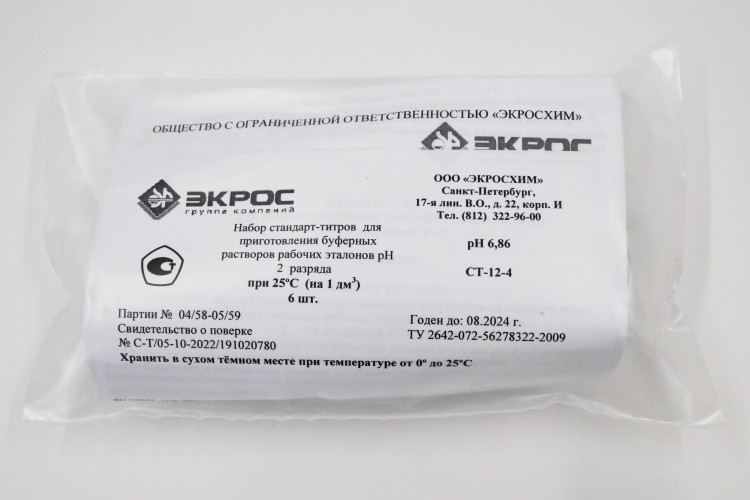 ОБЩЕСТВО С ОГРАНИЧЕННОЙ ОТВЕТСТВЕННОСТЬЮ «ЭКРОСХИМ»
ЭКРОС
ЭКРОС
группа компаний
ООО «ЭКРОСХИМ»
Санкт-Петербург,
17-я лин. В.О., д. 22, корп. И
Тел. (812) 322-96-00
Набор стандарт-титров для
приготовления буферных
растворов рабочих эталонов рН
2 разряда
при 25ºС (на 1 дм³)
6 шт.
рН 6,86
СТ-12-4
Партии № 04/58-05/59
Свидетельство о поверке
№ С-Т/05-10-2022/191020780
Годен до: 08.2024 г.
ТУ 2642-072-56278322-2009
Хранить в сухом тёмном месте при температуре от 0º до 25ºС